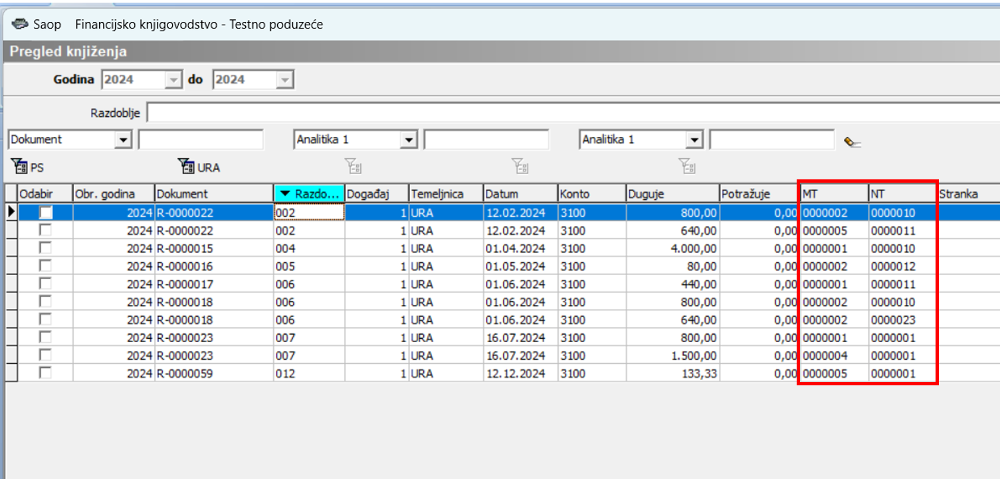 Saop Financijsko knjigovodstvo - Testno poduzeće
Pregled knjiženja
Godina 2024 do 2024
Razdoblje
Dokument Analitika 1 Analitika 1
PS URA
Odabir Obr. godina Dokument Razdo... Događaj Temeljnica Datum Konto Duguje Potražuje MT NT Stranka
2024 R-0000022 002 1 URA 12.02.2024 3100 800,00 0,00 0000002 0000010
2024 R-0000022 002 1 URA 12.02.2024 3100 640,00 0,00 0000005 0000011
2024 R-0000015 004 1 URA 01.04.2024 3100 4.000,00 0,00 0000001 0000010
2024 R-0000016 005 1 URA 01.05.2024 3100 80,00 0,00 0000002 0000012
2024 R-0000017 006 1 URA 01.06.2024 3100 440,00 0,00 0000001 0000011
2024 R-0000018 006 1 URA 01.06.2024 3100 800,00 0,00 0000002 0000010
2024 R-0000018 006 1 URA 01.06.2024 3100 640,00 0,00 0000002 0000023
2024 R-0000023 007 1 URA 16.07.2024 3100 800,00 0,00 0000001 0000001
2024 R-0000023 007 1 URA 16.07.2024 3100 1.500,00 0,00 0000004 0000001
2024 R-0000059 012 1 URA 12.12.2024 3100 133,33 0,00 0000005 0000001